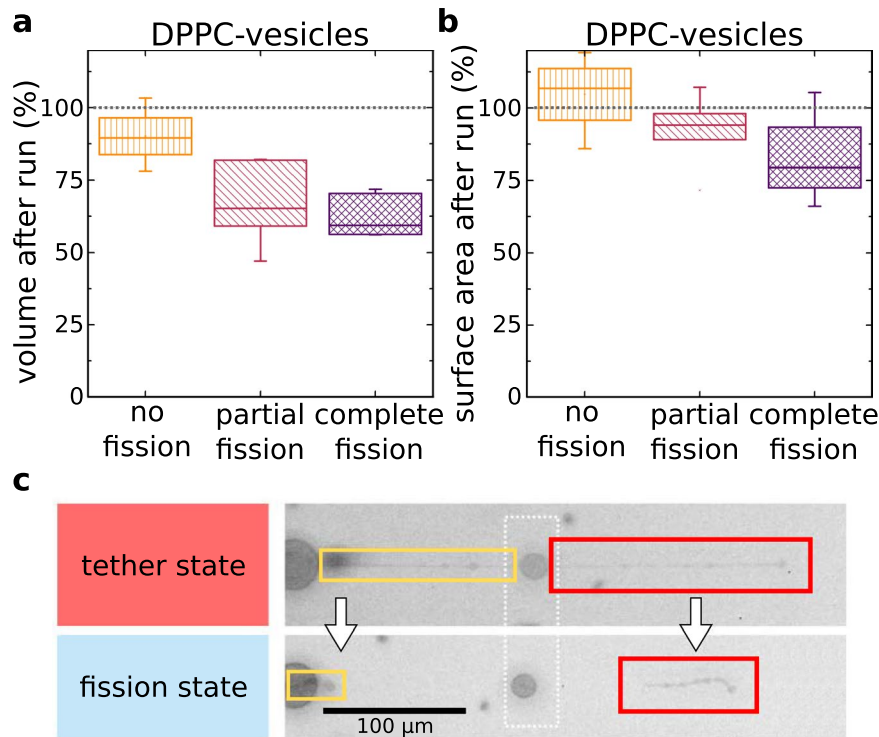 a
DPPC-vesicles
volume after run (%)
100
75
50
25
0
no
fission
partial
fission
complete
fission
b
DPPC-vesicles
surface area after run (%)
100
75
50
25
0
no
fission
partial
fission
complete
fission
c
tether state
fission state
100 μm